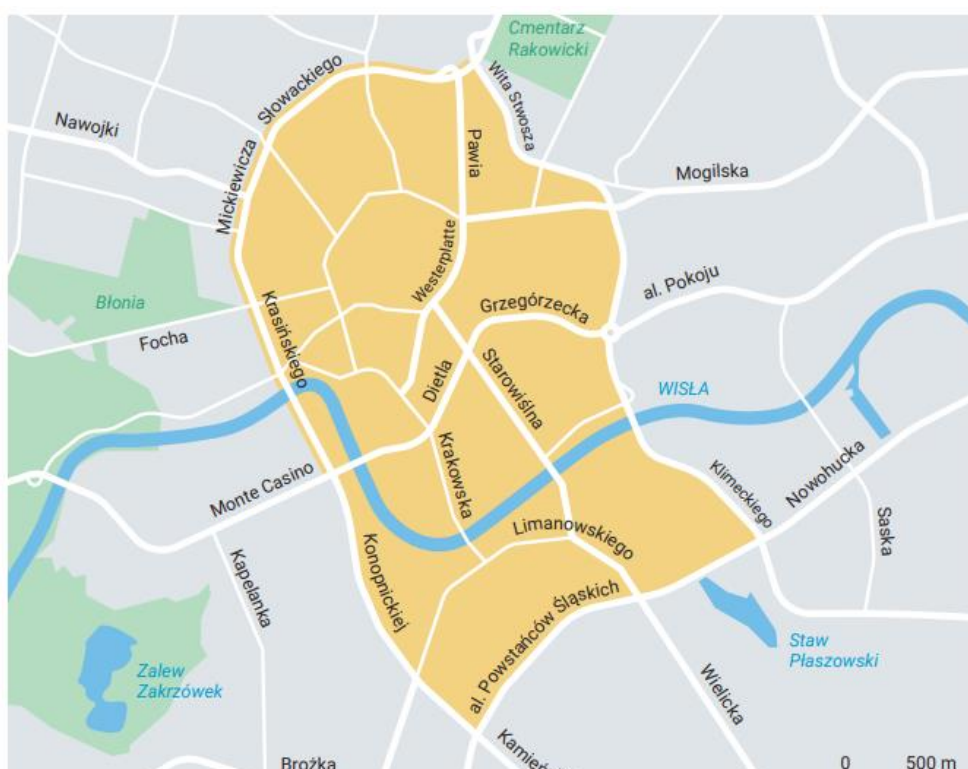 Cmentarz
Rakowicki
Słowackiego
Wita Stwosza
Nawojki
Pawia
Mogilska
Mickiewicza
Westerplatte
al. Pokoju
Błonia
Grzegórzecka
Focha
Krasińskiego
Dietla
Starowiślna
WISŁA
Krakowska
Monte Casino
Klimeckiego
Nowohucka
Limanowskiego
Saska
Konopnickiej
Kapelanka
al. Powstańców Śląskich
Staw
Płaszowski
Zalew
Zakrzówek
Wielicka
Brożka
0 500 m